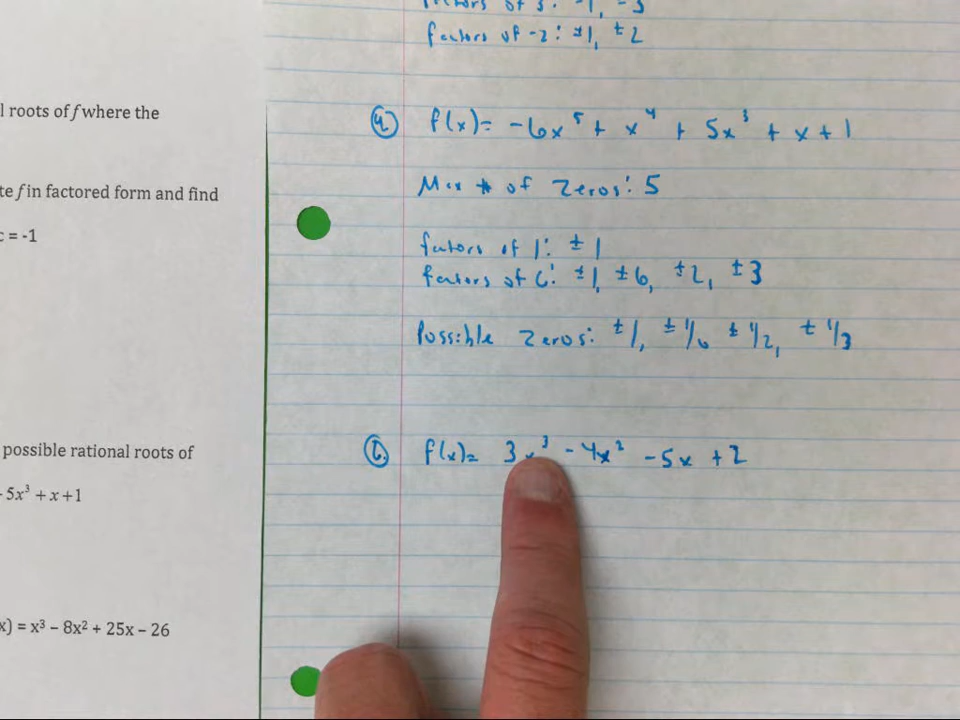 factors of -2: ±1, ±2
l roots of f where the
a. f(x)= -6x⁵ + x⁴ + 5x³ + x + 1
Max # of Zeros: 5
te f in factored form and find
c = -1
factors of 1: ±1
factors of 6: ±1, ±6, ±2, ±3
Possible Zeros: ±1, ±1/6 ±1/2, ±1/3
possible rational roots of
b. f(x)= 3x³ -4x² -5x +2
- 5x³ + x + 1
x) = x³ – 8x² + 25x – 26